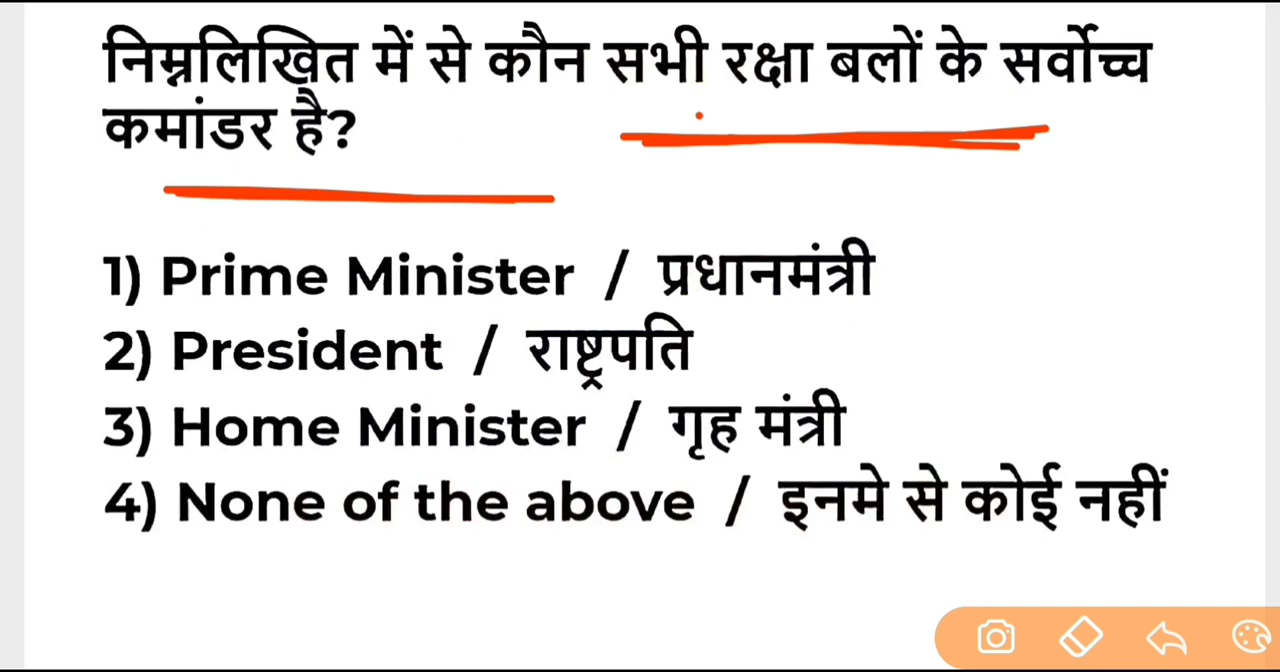 निम्नलिखित में से कौन सभी रक्षा बलों के सर्वोच्च
कमांडर है?
1) Prime Minister / प्रधानमंत्री
2) President / राष्ट्रपति
3) Home Minister / गृह मंत्री
4) None of the above / इनमे से कोई नहीं